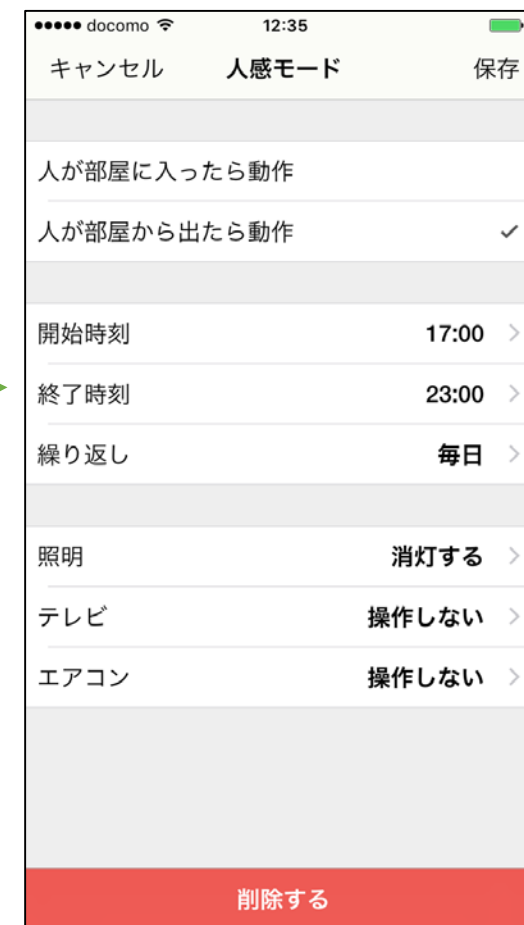 docomo 12:35
キャンセル 人感モード 保存
人が部屋に入ったら動作
人が部屋から出たら動作
開始時刻 17:00
終了時刻 23:00
繰り返し 毎日
照明 消灯する
テレビ 操作しない
エアコン 操作しない
削除する